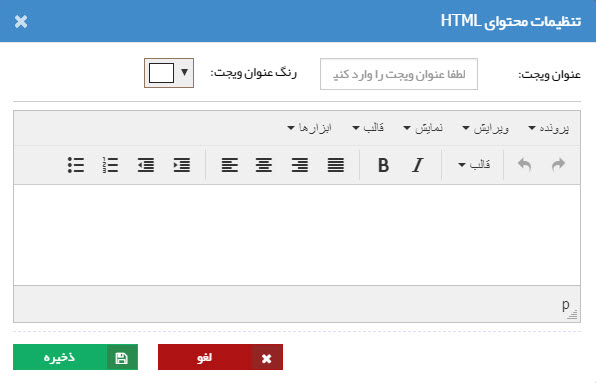 تنظیمات محتوای HTML
عنوان ویجت:
لطفا عنوان ویجت را وارد کنی
رنگ عنوان ویجت:
پرونده ویرایش نمایش قالب ابزارها
قالب
I B
p
لغو
ذخیره